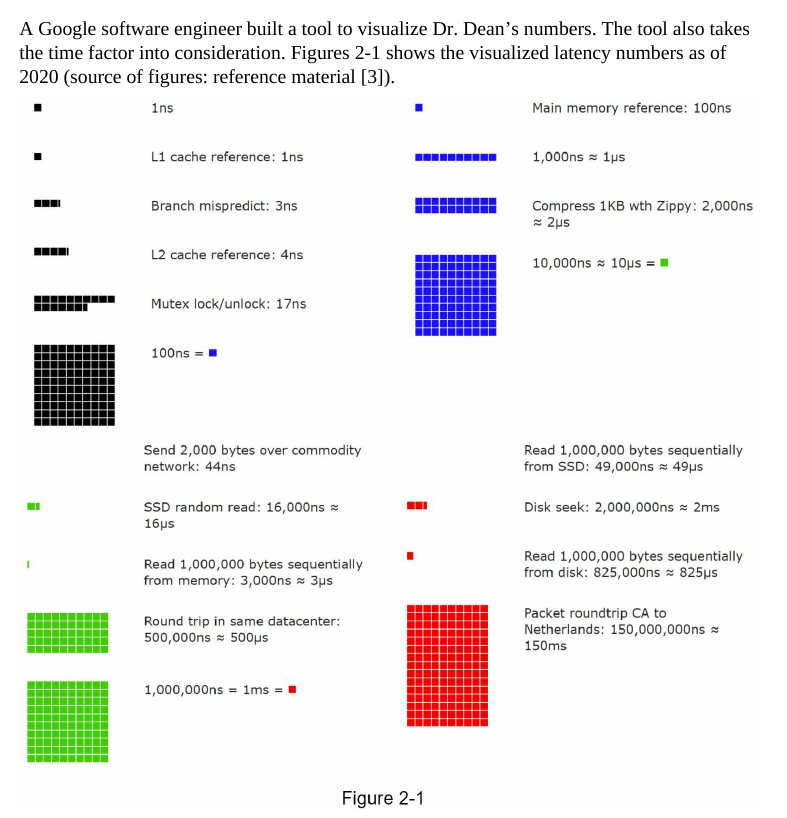 A Google software engineer built a tool to visualize Dr. Dean’s numbers. The tool also takes
the time factor into consideration. Figures 2-1 shows the visualized latency numbers as of
2020 (source of figures: reference material [3]).
1ns
L1 cache reference: 1ns
Branch mispredict: 3ns
L2 cache reference: 4ns
Mutex lock/unlock: 17ns
100ns =
Main memory reference: 100ns
1,000ns ≈ 1µs
Compress 1KB wth Zippy: 2,000ns
≈ 2µs
10,000ns ≈ 10µs =
Send 2,000 bytes over commodity
network: 44ns
SSD random read: 16,000ns ≈
16µs
Read 1,000,000 bytes sequentially
from memory: 3,000ns ≈ 3µs
Round trip in same datacenter:
500,000ns ≈ 500µs
1,000,000ns = 1ms =
Read 1,000,000 bytes sequentially
from SSD: 49,000ns ≈ 49µs
Disk seek: 2,000,000ns ≈ 2ms
Read 1,000,000 bytes sequentially
from disk: 825,000ns ≈ 825µs
Packet roundtrip CA to
Netherlands: 150,000,000ns ≈
150ms
Figure 2-1